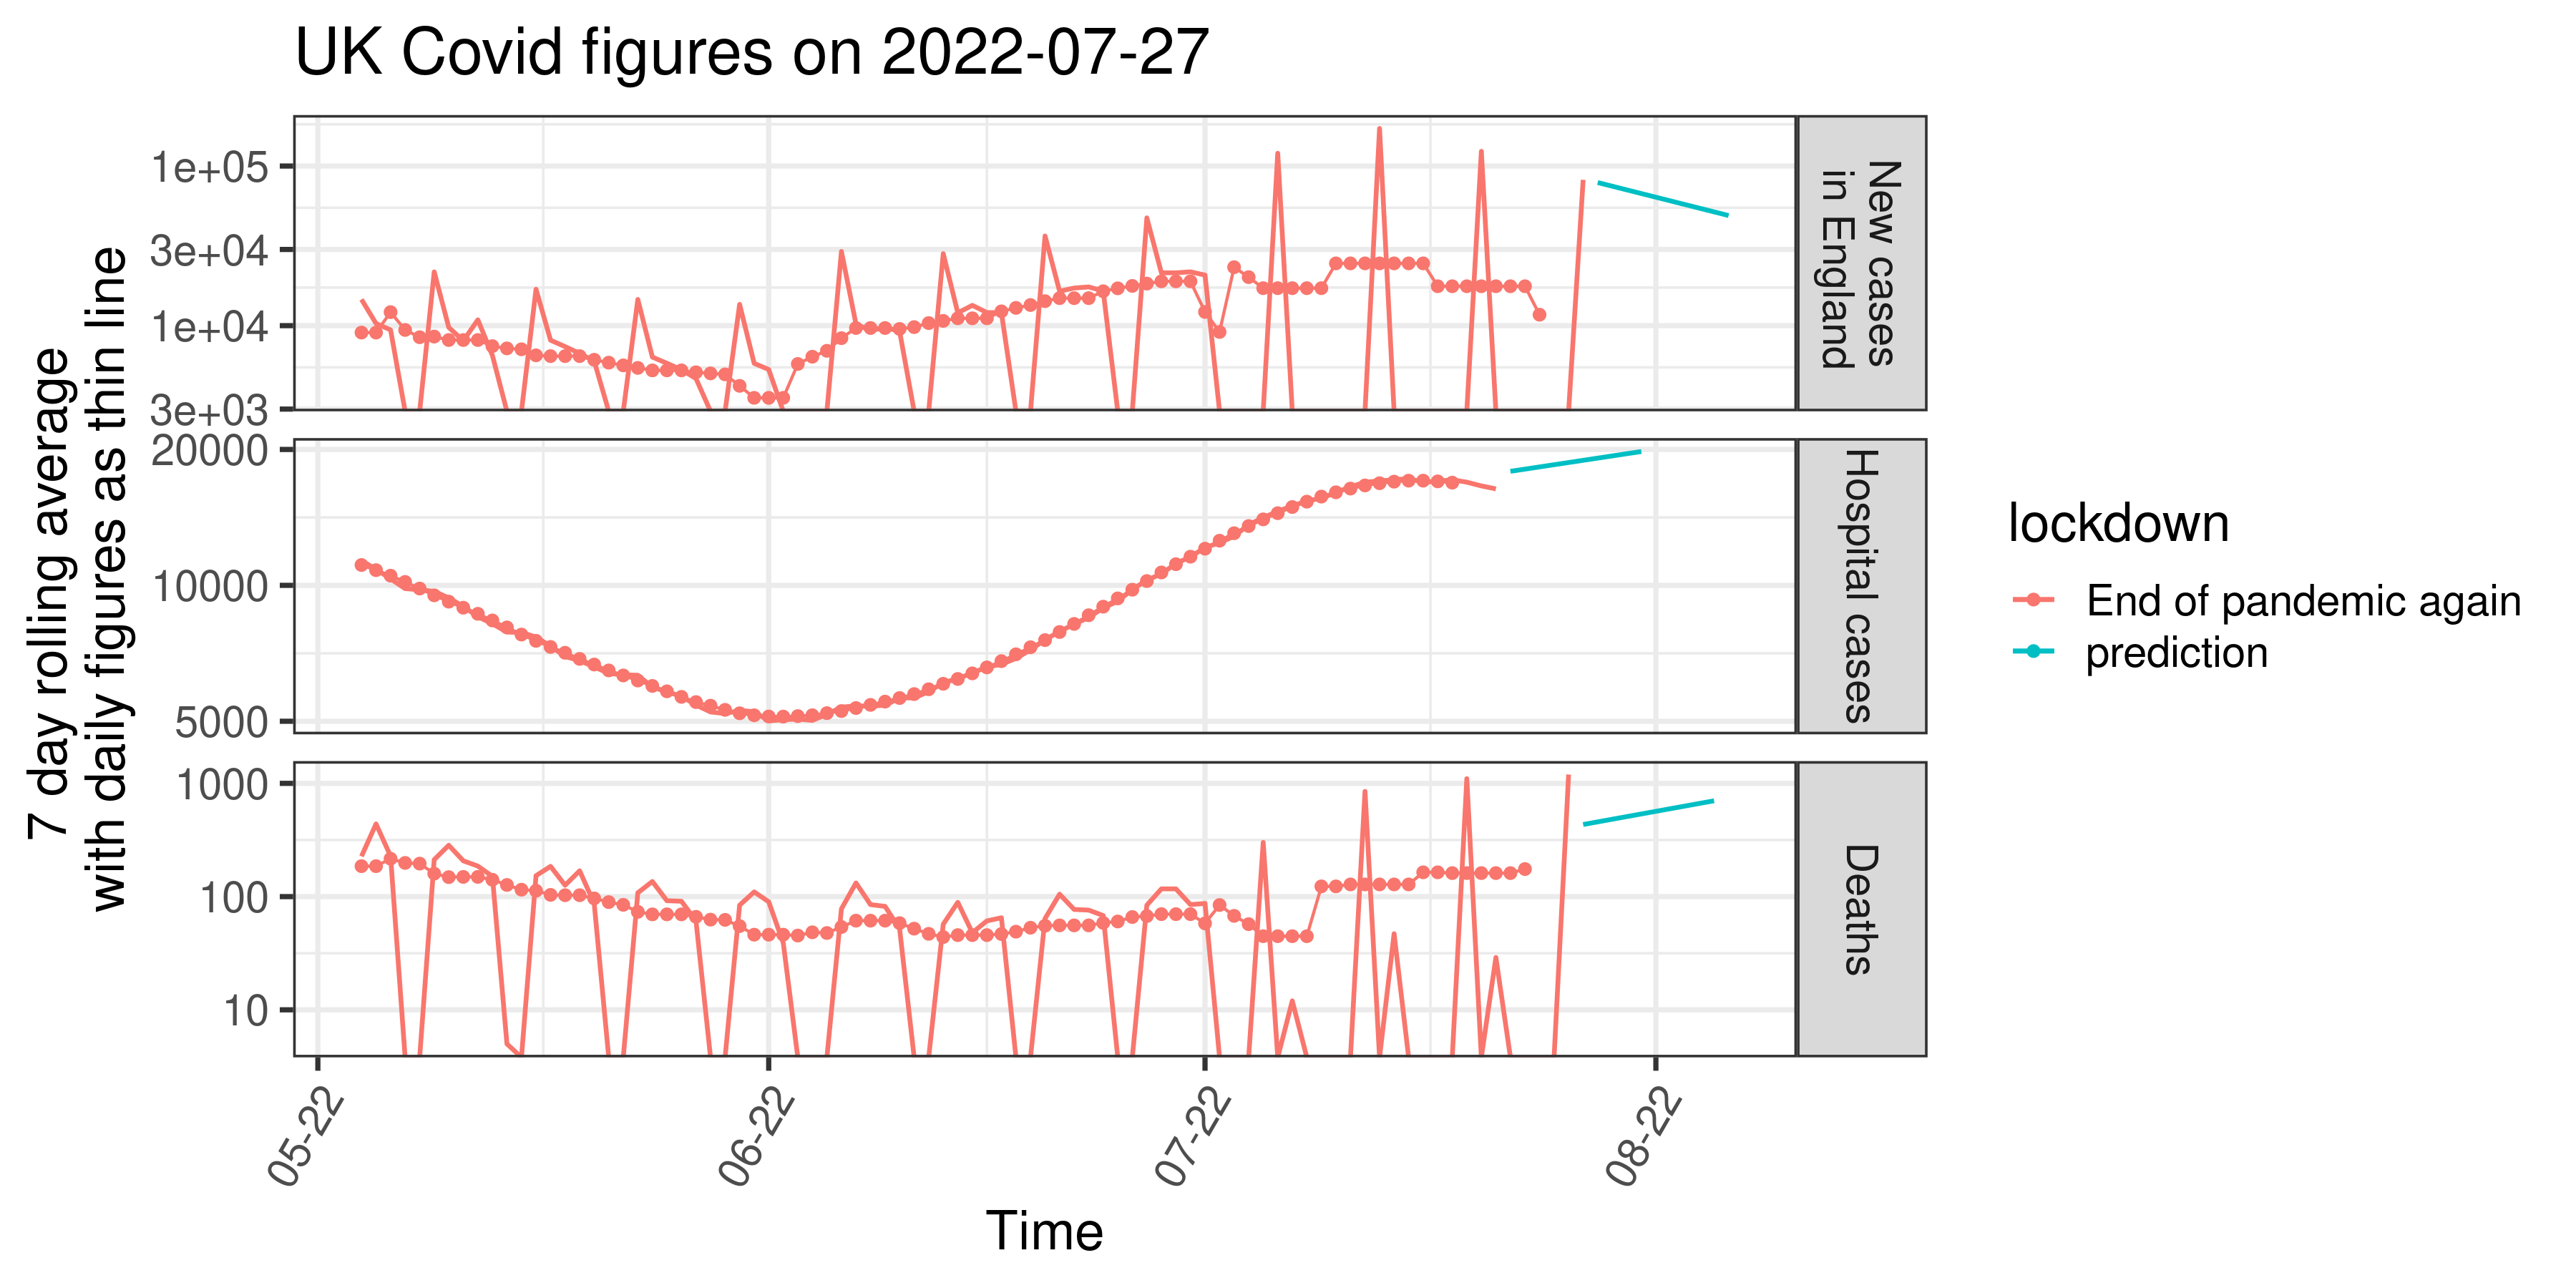 UK Covid figures on 2022-07-27
7 day rolling average
with daily figures as thin line
1e+05
3e+04
1e+04
3e+03
New cases
in England
20000
10000
5000
Hospital cases
1000
100
10
Deaths
05-22
06-22
07-22
08-22
Time
lockdown
End of pandemic again
prediction